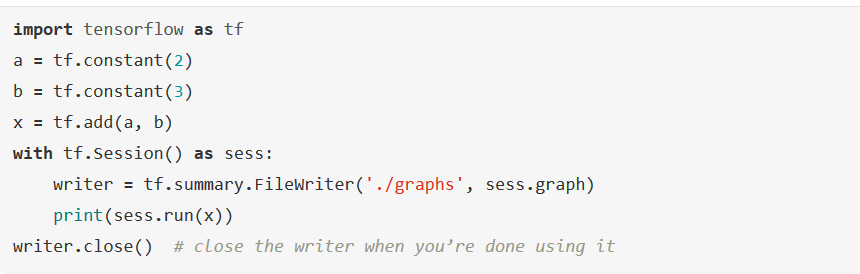 import tensorflow as tf
a = tf.constant(2)
b = tf.constant(3)
x = tf.add(a, b)
with tf.Session() as sess:
    writer = tf.summary.FileWriter('./graphs', sess.graph)
    print(sess.run(x))
writer.close()  # close the writer when you’re done using it